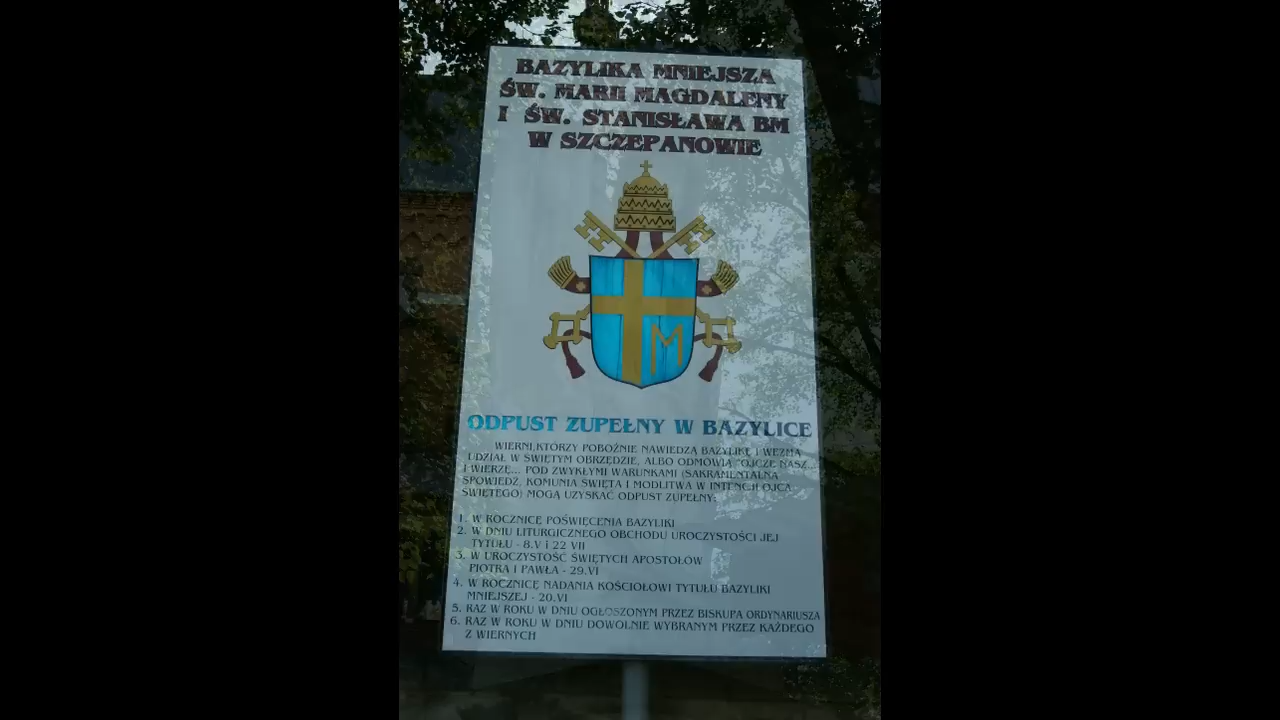 BAZYLIKA MNIEJSZA
ŚW. MARII MAGDALENY
I ŚW. STANISŁAWA BM
W SZCZEPANOWIE
M
ODPUST ZUPEŁNY W BAZYLICE
WIERNI,KTÓRZY POBOŻNIE NAWIEDZĄ BAZYLIKĘ I WEZMĄ
UDZIAŁ W ŚWIĘTYM OBRZĘDZIE, ALBO ODMÓWIĄ "OJCZE NASZ...
I WIERZĘ... POD ZWYKŁYMI WARUNKAMI (SAKRAMENTALNA
SPOWIEDŹ, KOMUNIA ŚWIĘTA I MODLITWA W INTENCJI OJCA
ŚWIĘTEGO) MOGĄ UZYSKAĆ ODPUST ZUPEŁNY:
1. W ROCZNICĘ POŚWIĘCENIA BAZYLIKI
2. W DNIU LITURGICZNEGO OBCHODU UROCZYSTOŚCI JEJ
TYTUŁU - 8.V i 22 VII
3. W UROCZYSTOŚĆ ŚWIĘTYCH APOSTOŁÓW
PIOTRA I PAWŁA - 29.VI
4. W ROCZNICĘ NADANIA KOŚCIOŁOWI TYTUŁU BAZYLIKI
MNIEJSZEJ - 20.VI
5. RAZ W ROKU W DNIU OGŁOSZONYM PRZEZ BISKUPA ORDYNARIUSZA
6. RAZ W ROKU W DNIU DOWOLNIE WYBRANYM PRZEZ KAŻDEGO
Z WIERNYCH